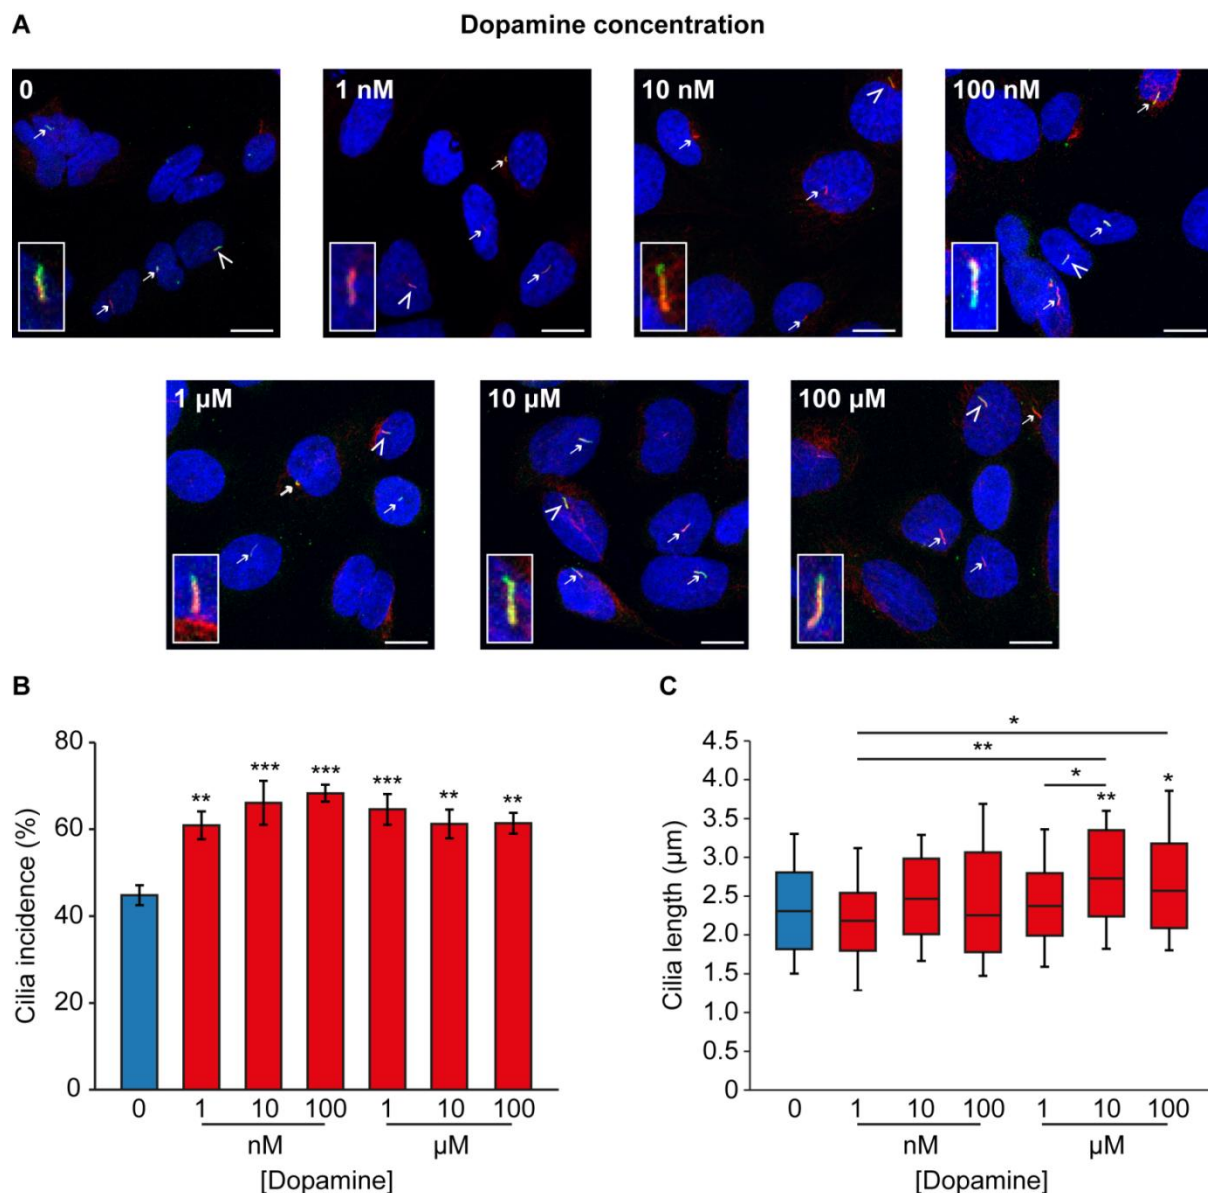 A
Dopamine concentration
0
1 nM
10 nM
100 nM
1 µM
10 µM
100 µM
B
80
60
40
20
0
Cilia incidence (%)
**
***
***
***
**
**
0 1 10 100 1 10 100
nM µM
[Dopamine]
C
4.5
4.0
3.5
3.0
2.5
2.0
1.5
1.0
0.5
0
Cilia length (µm)
*
**
*
**
*
0 1 10 100 1 10 100
nM µM
[Dopamine]